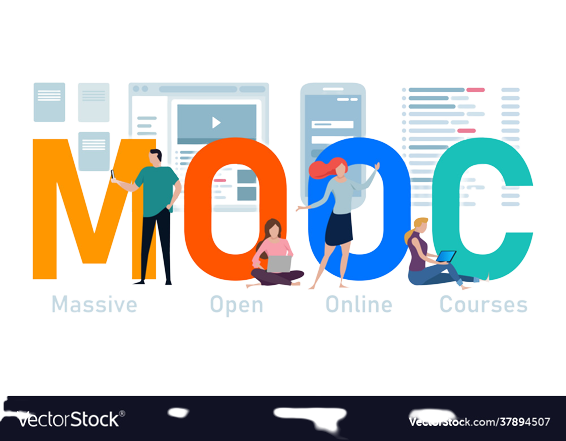 MOOC
Massive Open Online Courses
VectorStock®
VectorStock.com/37894507